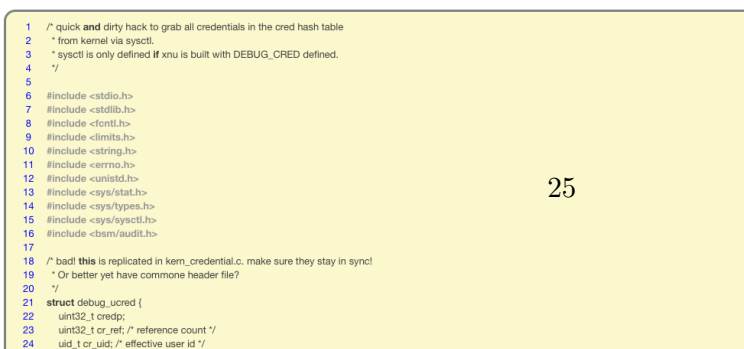 1 /* quick and dirty hack to grab all credentials in the cred hash table
2 * from kernel via sysctl.
3 * sysctl is only defined if xnu is built with DEBUG_CRED defined.
4 */
5
6 #include <stdio.h>
7 #include <stdlib.h>
8 #include <fcntl.h>
9 #include <limits.h>
10 #include <string.h>
11 #include <errno.h>
12 #include <unistd.h>
13 #include <sys/stat.h>
14 #include <sys/types.h>
15 #include <sys/sysctl.h>
16 #include <bsm/audit.h>
17
18 /* bad! this is replicated in kern_credential.c. make sure they stay in sync!
19 * Or better yet have commone header file?
20 */
21 struct debug_ucred {
22 uint32_t credp;
23 uint32_t cr_ref; /* reference count */
24 uid_t cr_uid; /* effective user id */
25